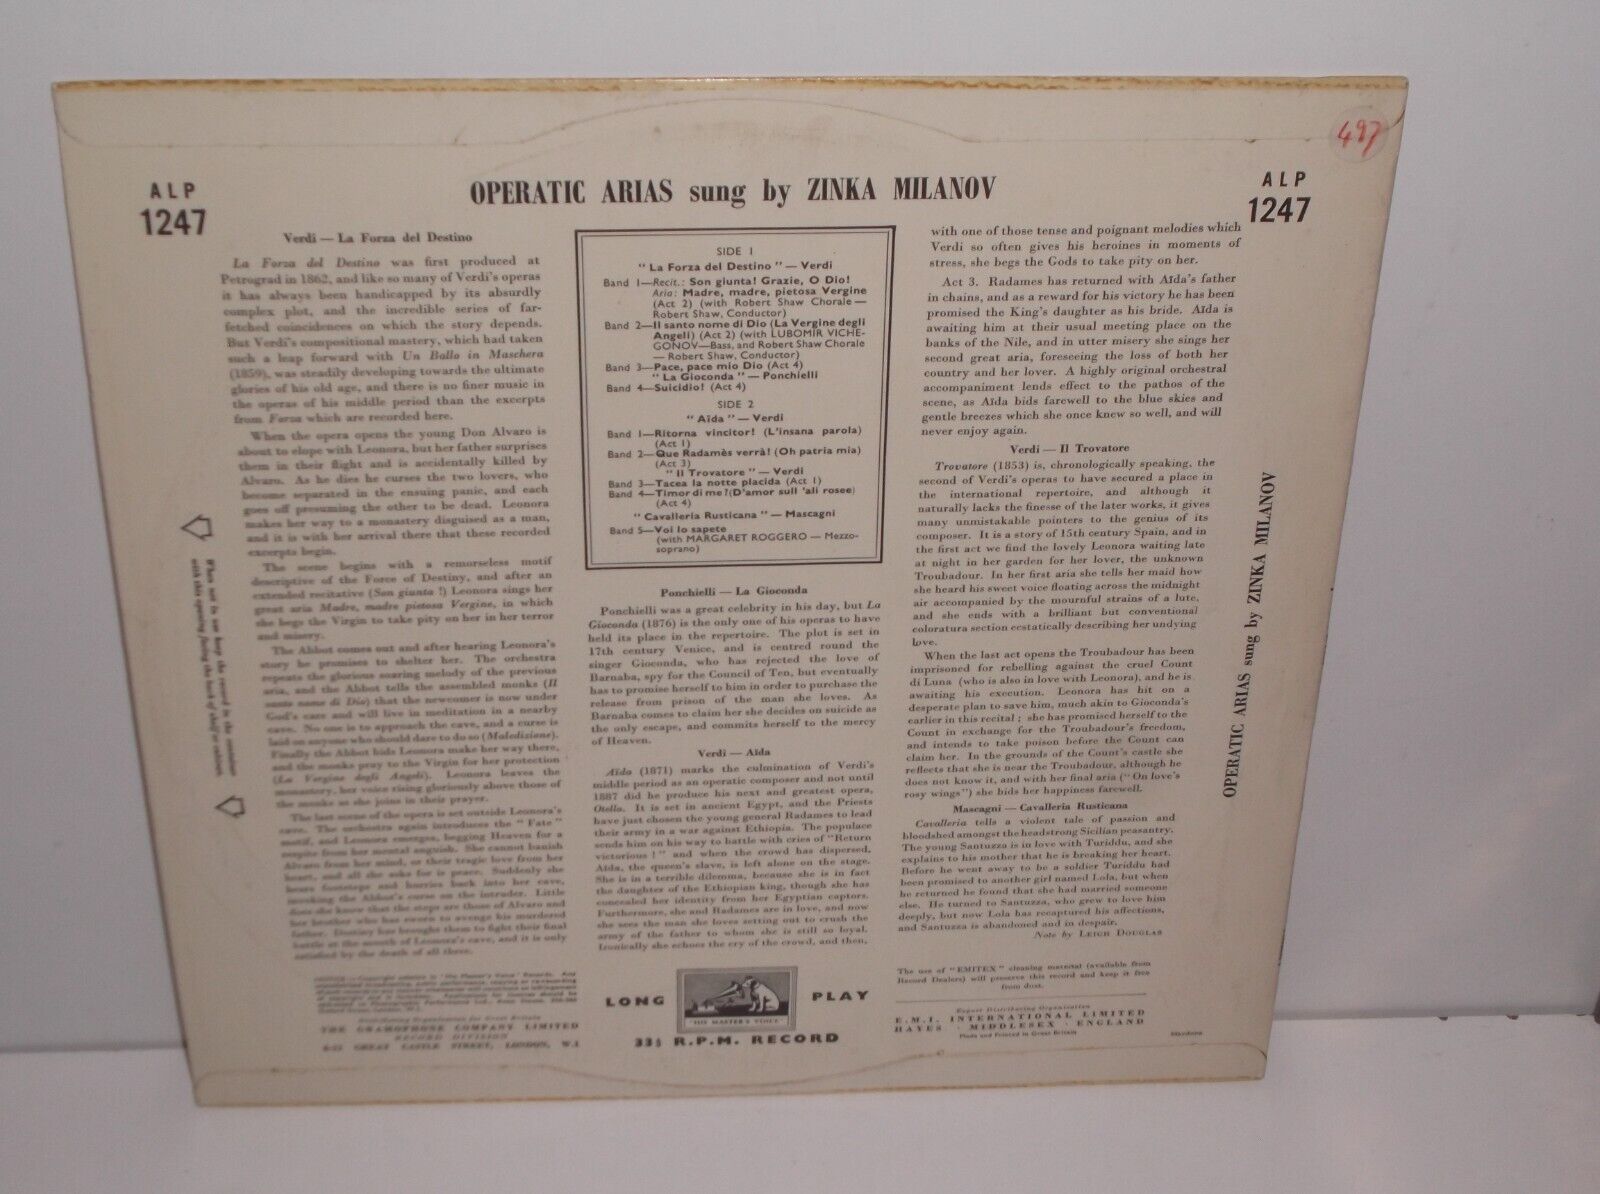 497
ALP
1247
OPERATIC ARIAS sung by ZINKA MILANOV
ALP
1247
Verdi — La Forza del Destino
La Forza del Destino was first produced at
Petrograd in 1862, and like so many of Verdi's operas
it has always been handicapped by its absurdly
complex plot, and the incredible series of far-
fetched coincidences on which the story depends.
But Verdi's compositional mastery, which had taken
such a leap forward with Un Ballo in Maschera
(1859), was steadily developing towards the ultimate
glories of his old age, and there is no finer music in
the operas of his middle period than the excerpts
from Forza which are recorded here.
When the opera opens the young Don Alvaro is
about to elope with Leonora, but her father surprises
them in their flight and is accidentally killed by
Alvaro. As he dies he curses the two lovers, who
become separated in the ensuing panic, and each
goes off presuming the other to be dead. Leonora
makes her way to a monastery disguised as a man,
and it is with her arrival there that these recorded
excerpts begin.
The scene begins with a remorseless motif
descriptive of the Force of Destiny, and after an
extended recitative (Son giunta !) Leonora sings her
great aria Madre, madre pietosa Vergine, in which
she begs the Virgin to take pity on her in her terror
and misery.
The Abbot comes out and after hearing Leonora's
story he promises to shelter her. The orchestra
repeats the glorious soaring melody of the previous
aria, and the Abbot tells the assembled monks (Il
santo nome di Dio) that the newcomer is now under
God's care and will live in meditation in a nearby
cave. No one is to approach the cave, and a curse is
laid on anyone who should dare to do so (Maledizione).
Finally the Abbot bids Leonora make her way there,
and the monks pray to the Virgin for her protection
(La Vergine degli Angeli). Leonora leaves the
monastery, her voice rising gloriously above those of
the monks as she joins in their prayer.
The last scene of the opera is set outside Leonora's
cave. The orchestra again introduces the "Fate"
motif, and Leonora emerges, begging Heaven for a
respite from her mental anguish. She cannot banish
Alvaro from her mind, or their tragic love from her
heart, and all she asks for is peace. Suddenly she
hears footsteps and hurries back into her cave,
invoking the Abbot's curse on the intruder. Little
does she know that the steps are those of Alvaro and
her brother who has sworn to avenge his murdered
father. Destiny has brought them to fight their final
battle at the mouth of Leonora's cave, and it is only
satisfied by the death of all three.
SIDE 1
" La Forza del Destino " — Verdi
Band 1—Recit.: Son giunta! Grazie, O Dio!
Aria: Madre, madre, pietosa Vergine
(Act 2) (with Robert Shaw Chorale —
Robert Shaw, Conductor)
Band 2—Il santo nome di Dio (La Vergine degli
Angeli) (Act 2) (with LUBOMIR VICHE-
GONOV—Bass, and Robert Shaw Chorale
— Robert Shaw, Conductor)
Band 3—Pace, pace mio Dio (Act 4)
" La Gioconda " — Ponchielli
Band 4—Suicidio! (Act 4)
SIDE 2
" Aïda " — Verdi
Band 1—Ritorna vincitor! (L'insana parola)
(Act 1)
Band 2—Que Radamès verrà! (Oh patria mia)
(Act 3)
" Il Trovatore " — Verdi
Band 3—Tacea la notte placida (Act 1)
Band 4—Timor di me? (D'amor sull 'ali rosee)
(Act 4)
" Cavalleria Rusticana " — Mascagni
Band 5—Voi lo sapete
(with MARGARET ROGGERO — Mezzo-
soprano)
Ponchielli — La Gioconda
Ponchielli was a great celebrity in his day, but La
Gioconda (1876) is the only one of his operas to have
held its place in the repertoire. The plot is set in
17th century Venice, and is centred round the
singer Gioconda, who has rejected the love of
Barnaba, spy for the Council of Ten, but eventually
has to promise herself to him in order to purchase the
release from prison of the man she loves. As
Barnaba comes to claim her she decides on suicide as
the only escape, and commits herself to the mercy
of Heaven.
Verdi — Aïda
Aïda (1871) marks the culmination of Verdi's
middle period as an operatic composer and not until
1887 did he produce his next and greatest opera,
Otello. It is set in ancient Egypt, and the Priests
have just chosen the young general Radames to lead
their army in a war against Ethiopia. The populace
sends him on his way to battle with cries of "Return
victorious !" and when the crowd has dispersed,
Aïda, the queen's slave, is left alone on the stage.
She is in a terrible dilemma, because she is in fact
the daughter of the Ethiopian king, though she has
concealed her identity from her Egyptian captors.
Furthermore, she and Radames are in love, and now
she sees the man she loves setting out to crush the
army of the father to whom she is still so loyal.
Ironically she echoes the cry of the crowd, and then,
with one of those tense and poignant melodies which
Verdi so often gives his heroines in moments of
stress, she begs the Gods to take pity on her.
Act 3. Radames has returned with Aïda's father
in chains, and as a reward for his victory he has been
promised the King's daughter as his bride. Aïda is
awaiting him at their usual meeting place on the
banks of the Nile, and in utter misery she sings her
second great aria, foreseeing the loss of both her
country and her lover. A highly original orchestral
accompaniment lends effect to the pathos of the
scene, as Aïda bids farewell to the blue skies and
gentle breezes which she once knew so well, and will
never enjoy again.
Verdi — Il Trovatore
Trovatore (1853) is, chronologically speaking, the
second of Verdi's operas to have secured a place in
the international repertoire, and although it
naturally lacks the finesse of the later works, it gives
many unmistakable pointers to the genius of its
composer. It is a story of 15th century Spain, and in
the first act we find the lovely Leonora waiting late
at night in her garden for her lover, the unknown
Troubadour. In her first aria she tells her maid how
she heard his sweet voice floating across the midnight
air accompanied by the mournful strains of a lute,
and she ends with a brilliant but conventional
coloratura section ecstatically describing her undying
love.
When the last act opens the Troubadour has been
imprisoned for rebelling against the cruel Count
di Luna (who is also in love with Leonora), and he is
awaiting his execution. Leonora has hit on a
desperate plan to save him, much akin to Gioconda's
earlier in this recital ; she has promised herself to the
Count in exchange for the Troubadour's freedom,
and intends to take poison before the Count can
claim her. In the grounds of the Count's castle she
reflects that she is near the Troubadour, although he
does not know it, and with her final aria (" On love's
rosy wings") she bids her happiness farewell.
Mascagni — Cavalleria Rusticana
Cavalleria tells a violent tale of passion and
bloodshed amongst the headstrong Sicilian peasantry.
The young Santuzza is in love with Turiddu, and she
explains to his mother that he is breaking her heart.
Before he went away to be a soldier Turiddu had
been promised to another girl named Lola, but when
he returned he found that she had married someone
else. He turned to Santuzza, who grew to love him
deeply, but now Lola has recaptured his affections,
and Santuzza is abandoned and in despair.
Note by LEIGH DOUGLAS
When not in use keep the record in the container
with this opening facing the back of shelf or cabinet.
OPERATIC ARIAS sung by ZINKA MILANOV
Distributing Organisation for Great Britain
THE GRAMOPHONE COMPANY LIMITED
RECORD DIVISION
GREAT CASTLE STREET, LONDON, W.1
LONG PLAY
"HIS MASTER'S VOICE"
33⅓ R.P.M. RECORD
The use of "EMITEX" cleaning material (available from
Record Dealers) will preserve this record and keep it free
from dust.
Export Distributing Organisation
E.M.I. INTERNATIONAL LIMITED
HAYES · MIDDLESEX · ENGLAND
Made and Printed in Great Britain